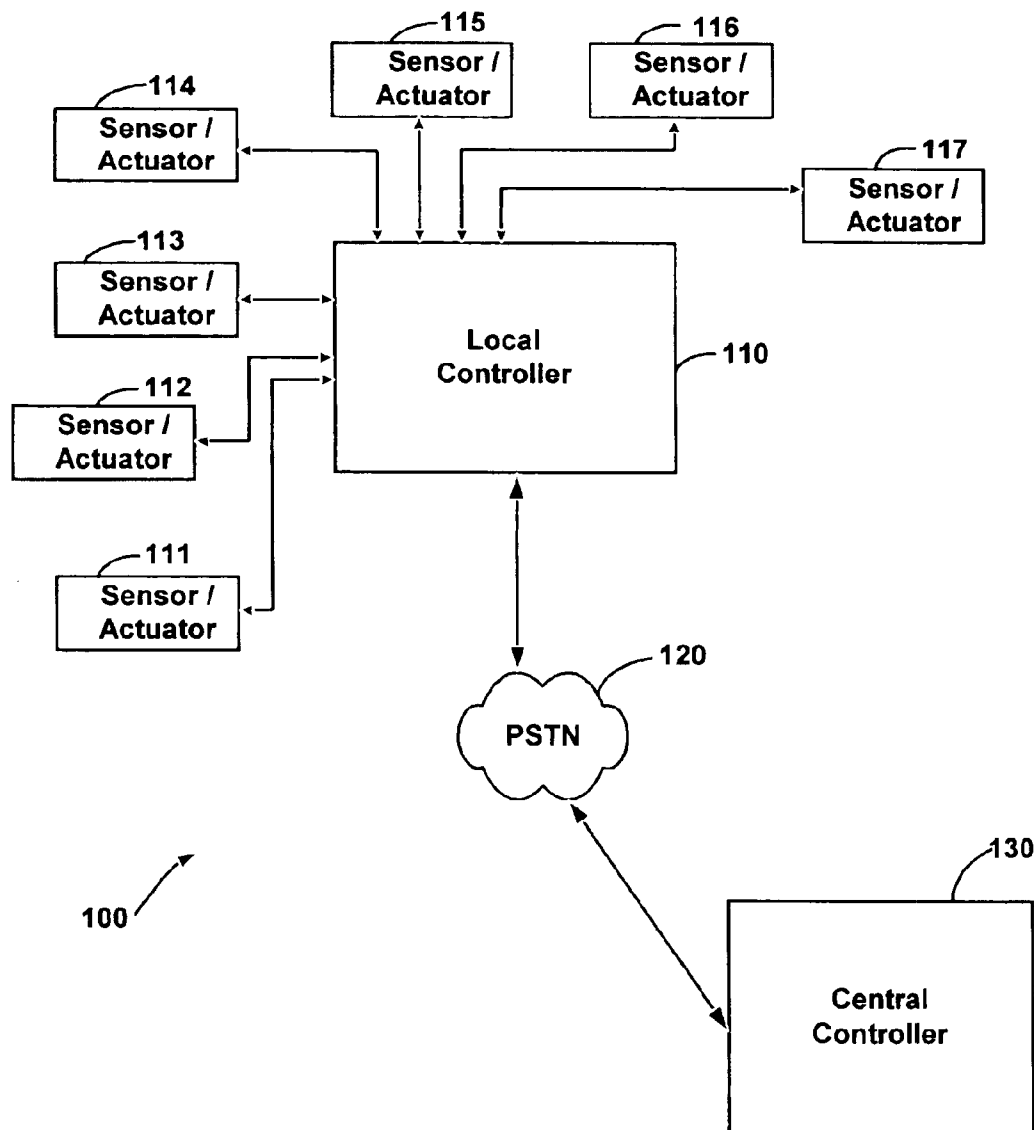 115
Sensor /
Actuator
116
Sensor /
Actuator
114
Sensor /
Actuator
117
Sensor /
Actuator
113
Sensor /
Actuator
Local
Controller
110
112
Sensor /
Actuator
111
Sensor /
Actuator
120
PSTN
130
100
Central
Controller